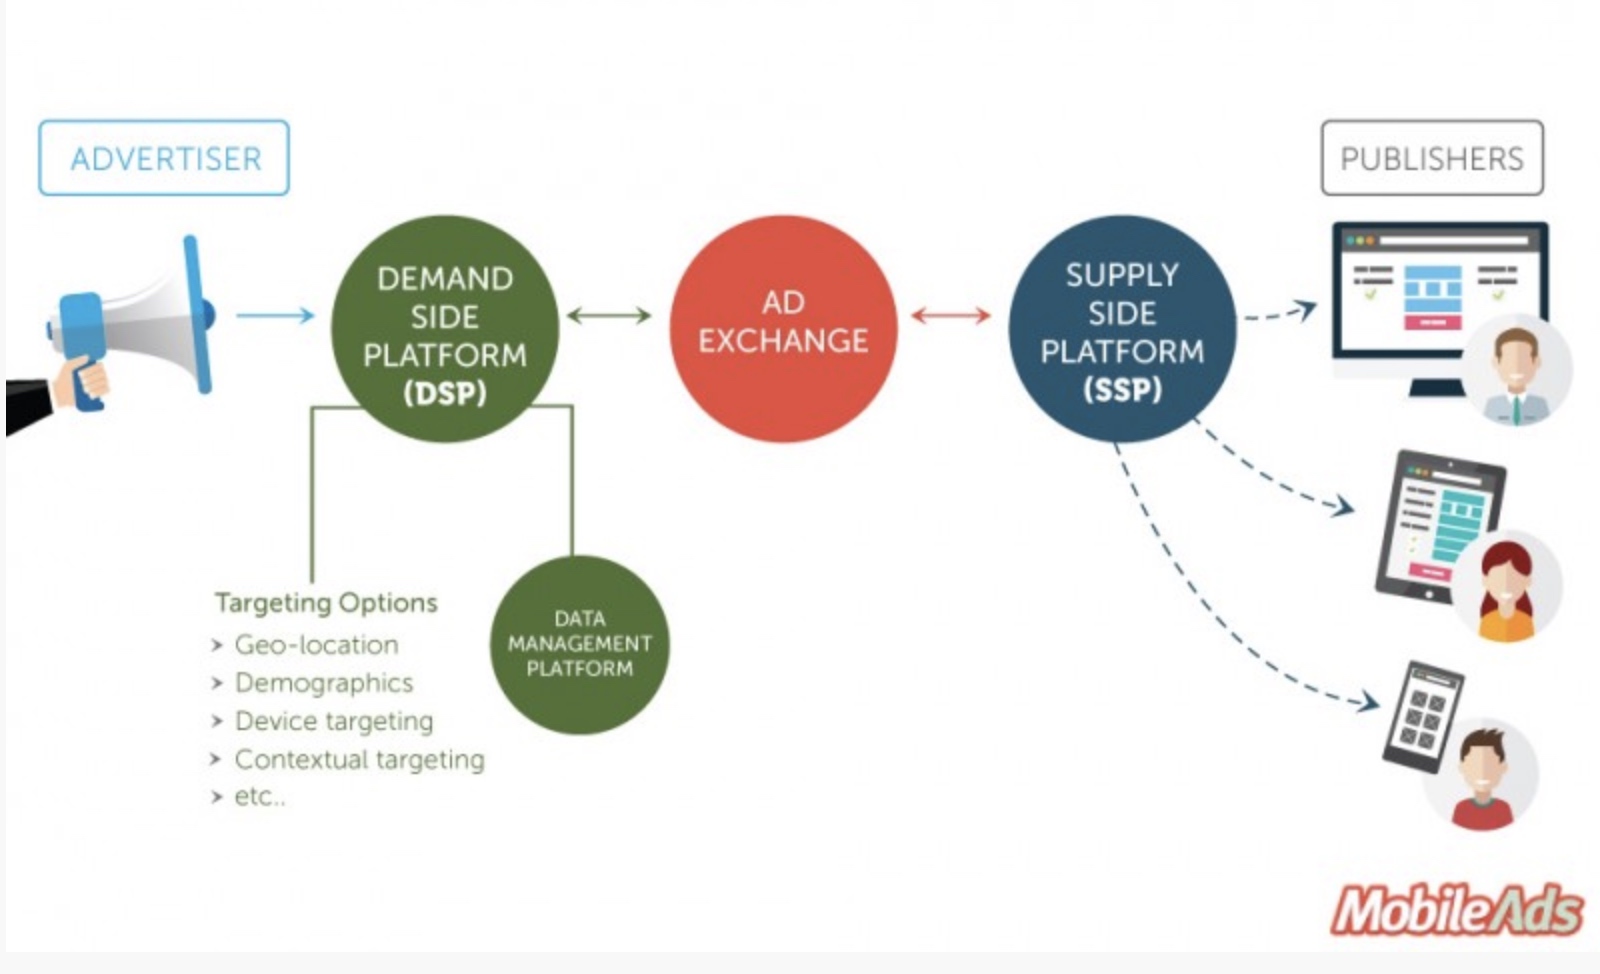 ADVERTISER
PUBLISHERS
DEMAND
SIDE
PLATFORM
(DSP)
AD
EXCHANGE
SUPPLY
SIDE
PLATFORM
(SSP)
Targeting Options
Geo-location
Demographics
Device targeting
Contextual targeting
etc..
DATA
MANAGEMENT
PLATFORM
MobileAds